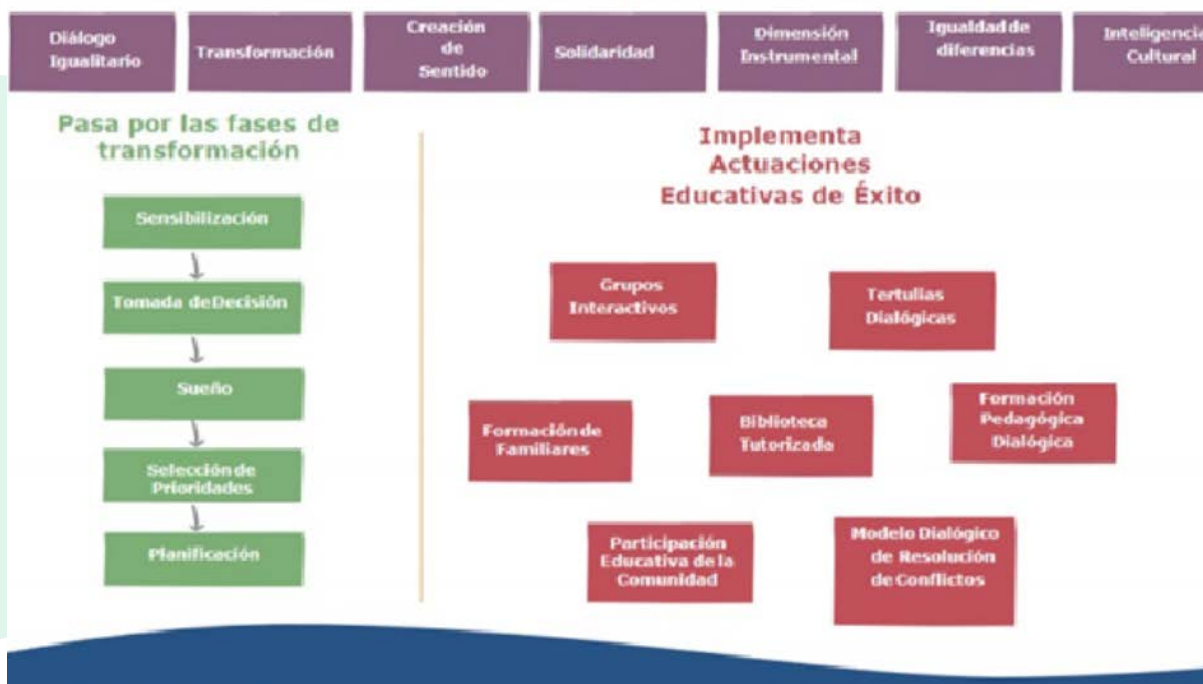 Diálogo
Igualitario
Transformación
Creación
de
Sentido
Solidaridad
Dimensión
Instrumental
Igualdad de
diferencias
Inteligencia
Cultural
Pasa por las fases de
transformación
Sensibilización
Tomada de Decisión
Sueño
Selección de
Prioridades
Planificación
Implementa
Actuaciones
Educativas de Éxito
Grupos
Interactivos
Tertulias
Dialógicas
Formación de
Familiares
Biblioteca
Tutorizada
Formación
Pedagógica
Dialógica
Participación
Educativa de la
Comunidad
Modelo Dialógico
de Resolución
de Conflictos